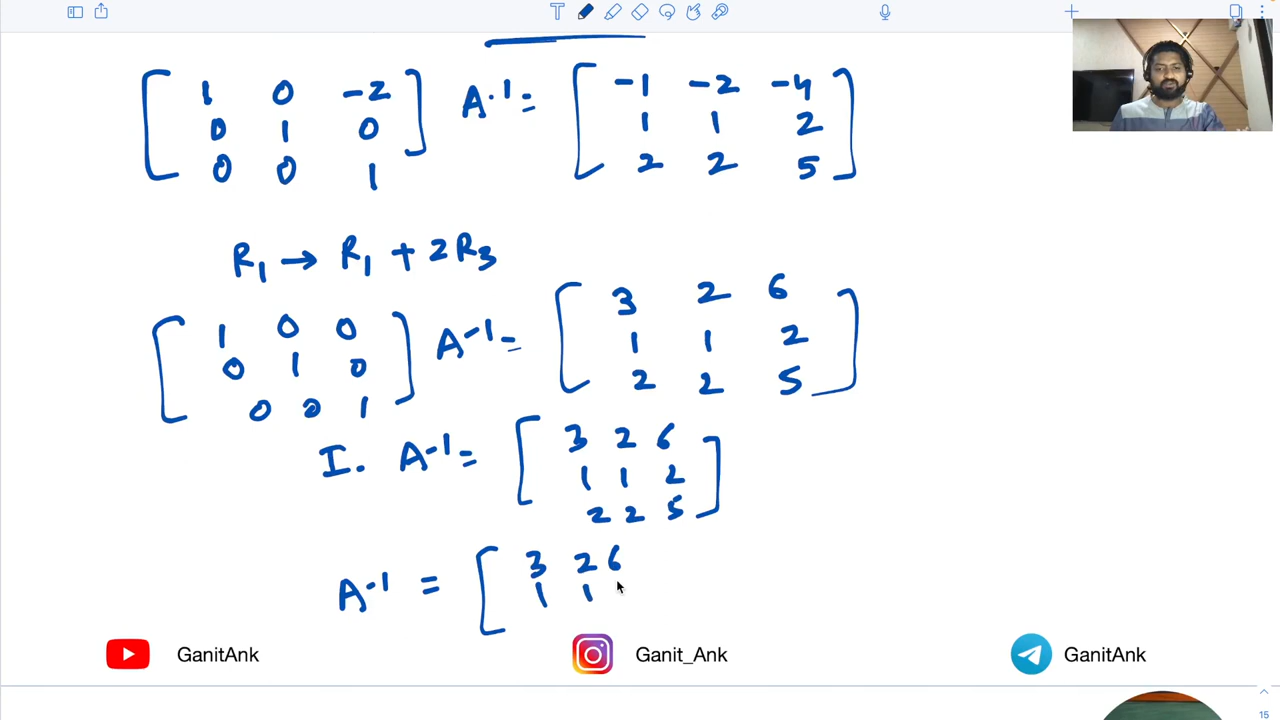 [1 0 -2] A⁻¹ = [-1 -2 -4]
[0 1 0] [1 1 2]
[0 0 1] [2 2 5]
R₁ → R₁ + 2R₃
[1 0 0] A⁻¹ = [3 2 6]
[0 1 0] [1 1 2]
[0 0 1] [2 2 5]
I. A⁻¹ = [3 2 6]
[1 1 2]
[2 2 5]
A⁻¹ = [3 2 6
1 1
GanitAnk
Ganit_Ank
GanitAnk
15